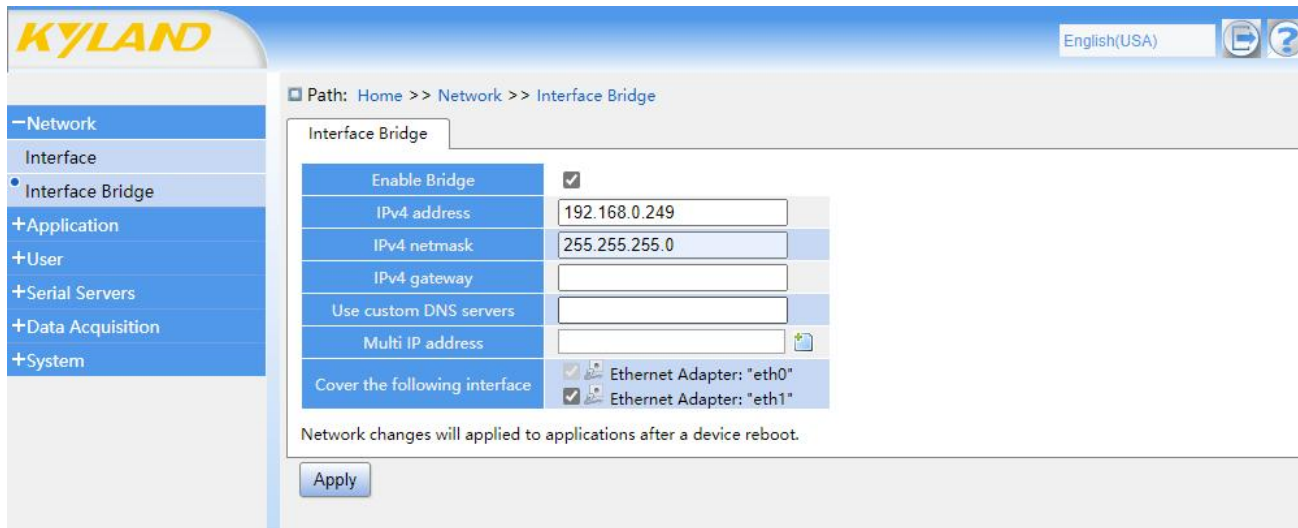 KYLAND
English(USA)
Path: Home >> Network >> Interface Bridge
−Network
Interface
Interface Bridge
+Application
+User
+Serial Servers
+Data Acquisition
+System
Interface Bridge
Enable Bridge
IPv4 address 192.168.0.249
IPv4 netmask 255.255.255.0
IPv4 gateway
Use custom DNS servers
Multi IP address
Cover the following interface
Ethernet Adapter: "eth0"
Ethernet Adapter: "eth1"
Network changes will applied to applications after a device reboot.
Apply